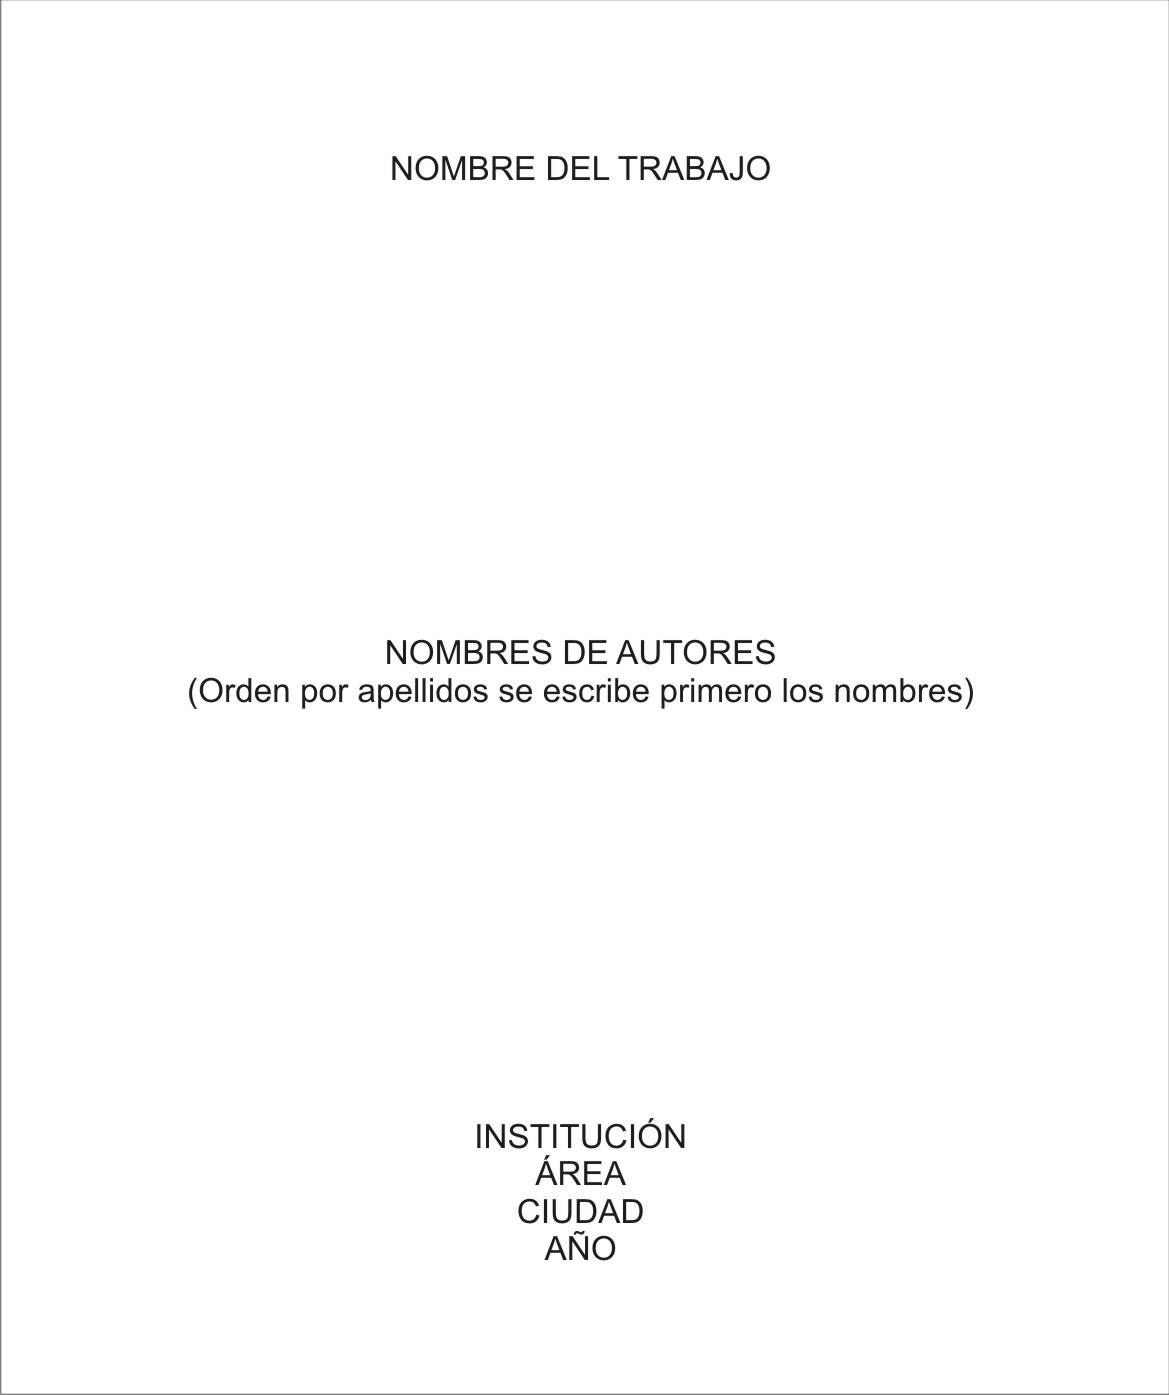 NOMBRE DEL TRABAJO
NOMBRES DE AUTORES
(Orden por apellidos se escribe primero los nombres)
INSTITUCIÓN
ÁREA
CIUDAD
AÑO